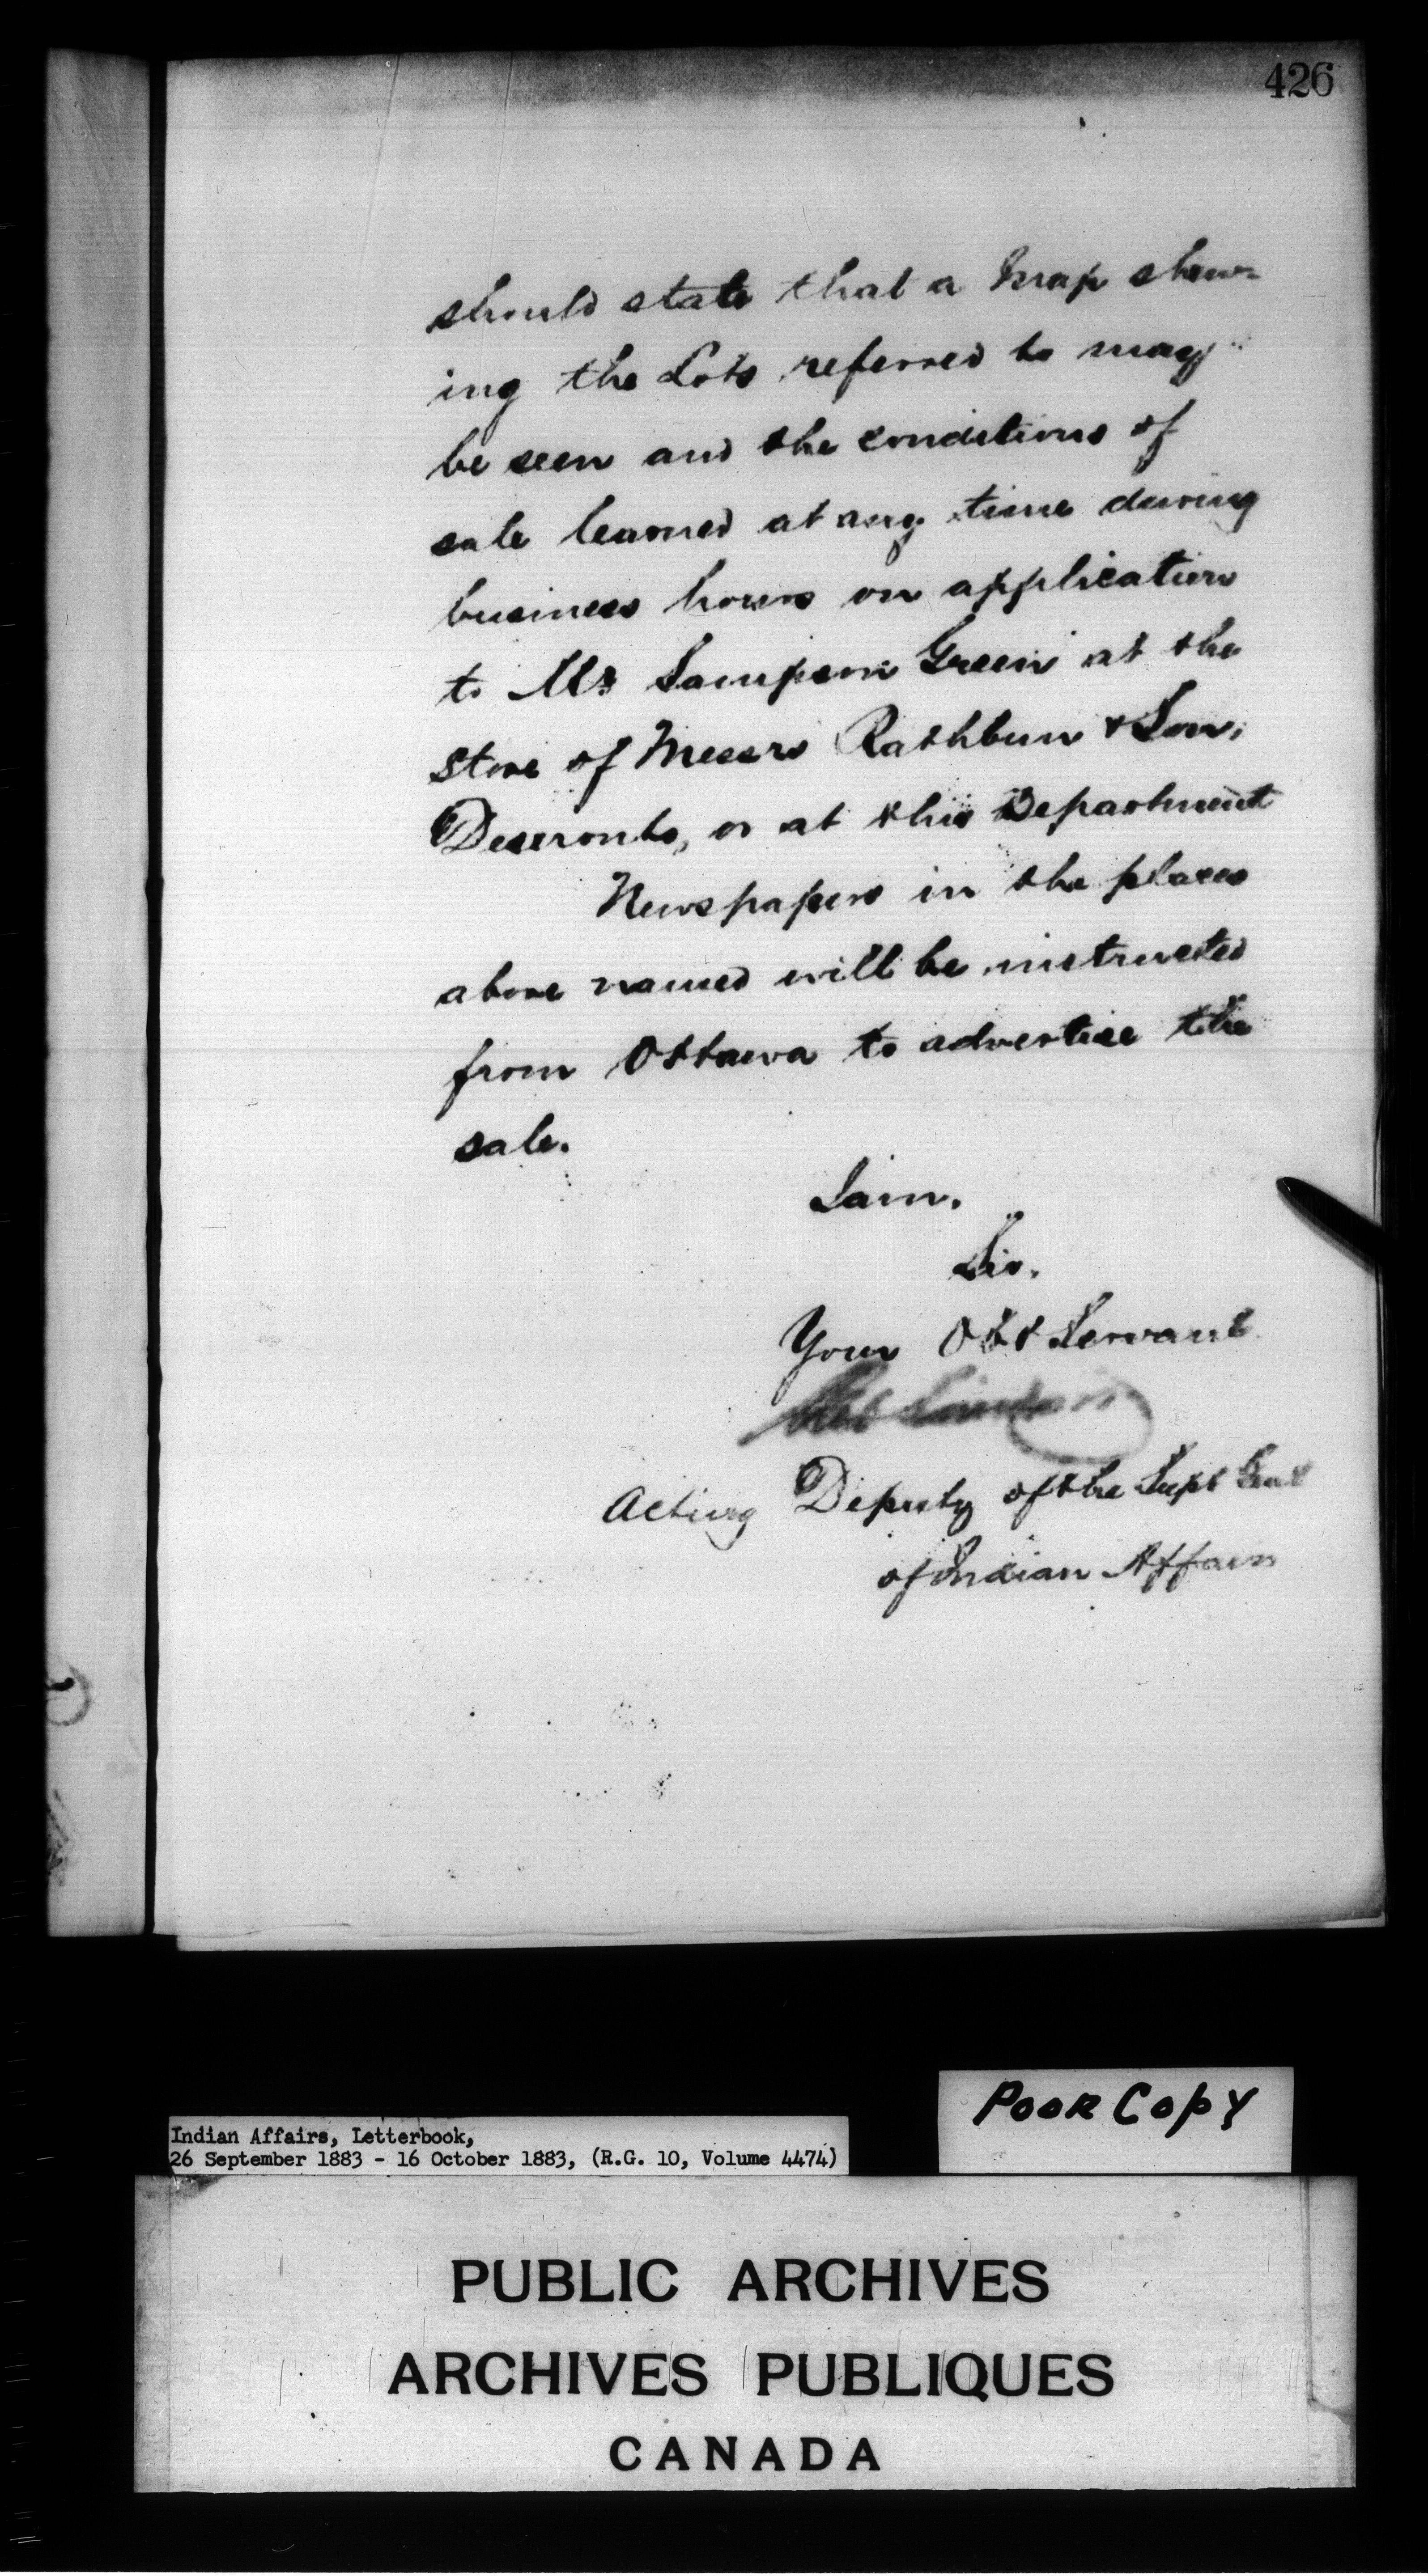 426
should state that a Map shew-
ing the Lots referred to may
be seen and the conditions of
sale learned at any time during
business hours on application
to Mr Sampson Green at the
store of Messrs Rathbun & Son,
Deseronto, or at this Department
Newspapers in the places
above named will be instructed
from Ottawa to advertise the
sale.
I am.
Sir.
Your Obt Servant
Acting Deputy of the Supt Genl
of Indian Affairs
Poor Copy
Indian Affairs, Letterbook,
26 September 1883 - 16 October 1883, (R.G. 10, Volume 4474)
PUBLIC ARCHIVES
ARCHIVES PUBLIQUES
CANADA